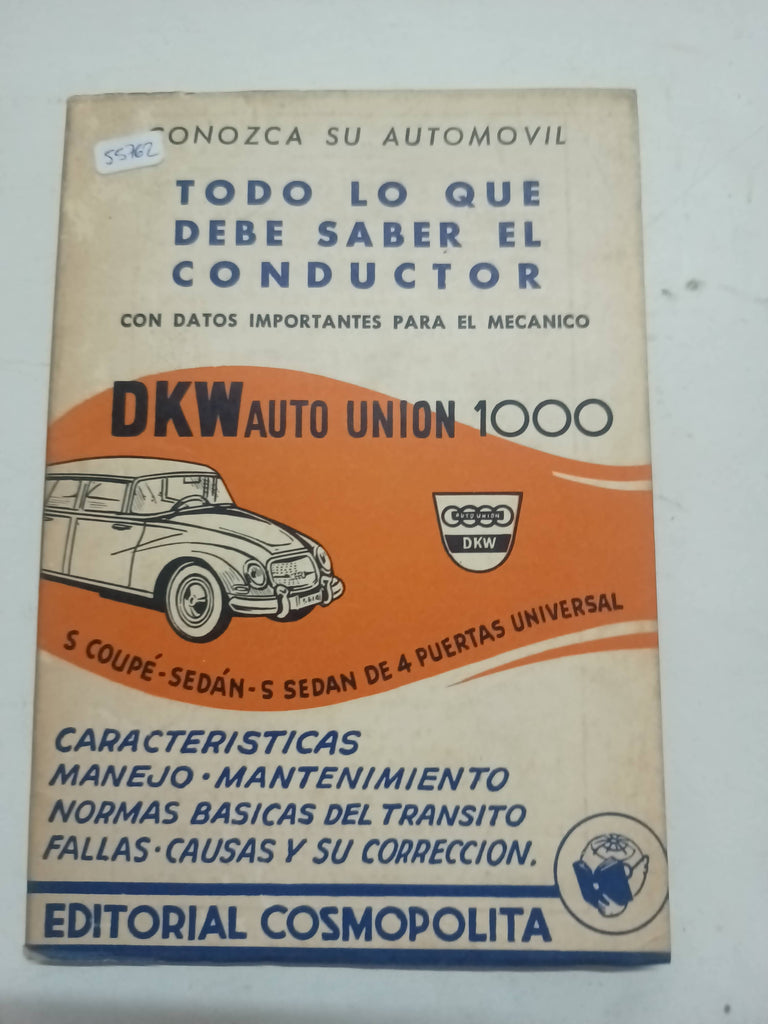 55762
CONOZCA SU AUTOMOVIL
TODO LO QUE
DEBE SABER EL
CONDUCTOR
CON DATOS IMPORTANTES PARA EL MECANICO
DKW AUTO UNION 1000
AUTO UNION
DKW
S COUPÉ-SEDÁN-S SEDAN DE 4 PUERTAS UNIVERSAL
CARACTERISTICAS
MANEJO·MANTENIMIENTO
NORMAS BASICAS DEL TRANSITO
FALLAS·CAUSAS Y SU CORRECCION.
EDITORIAL COSMOPOLITA